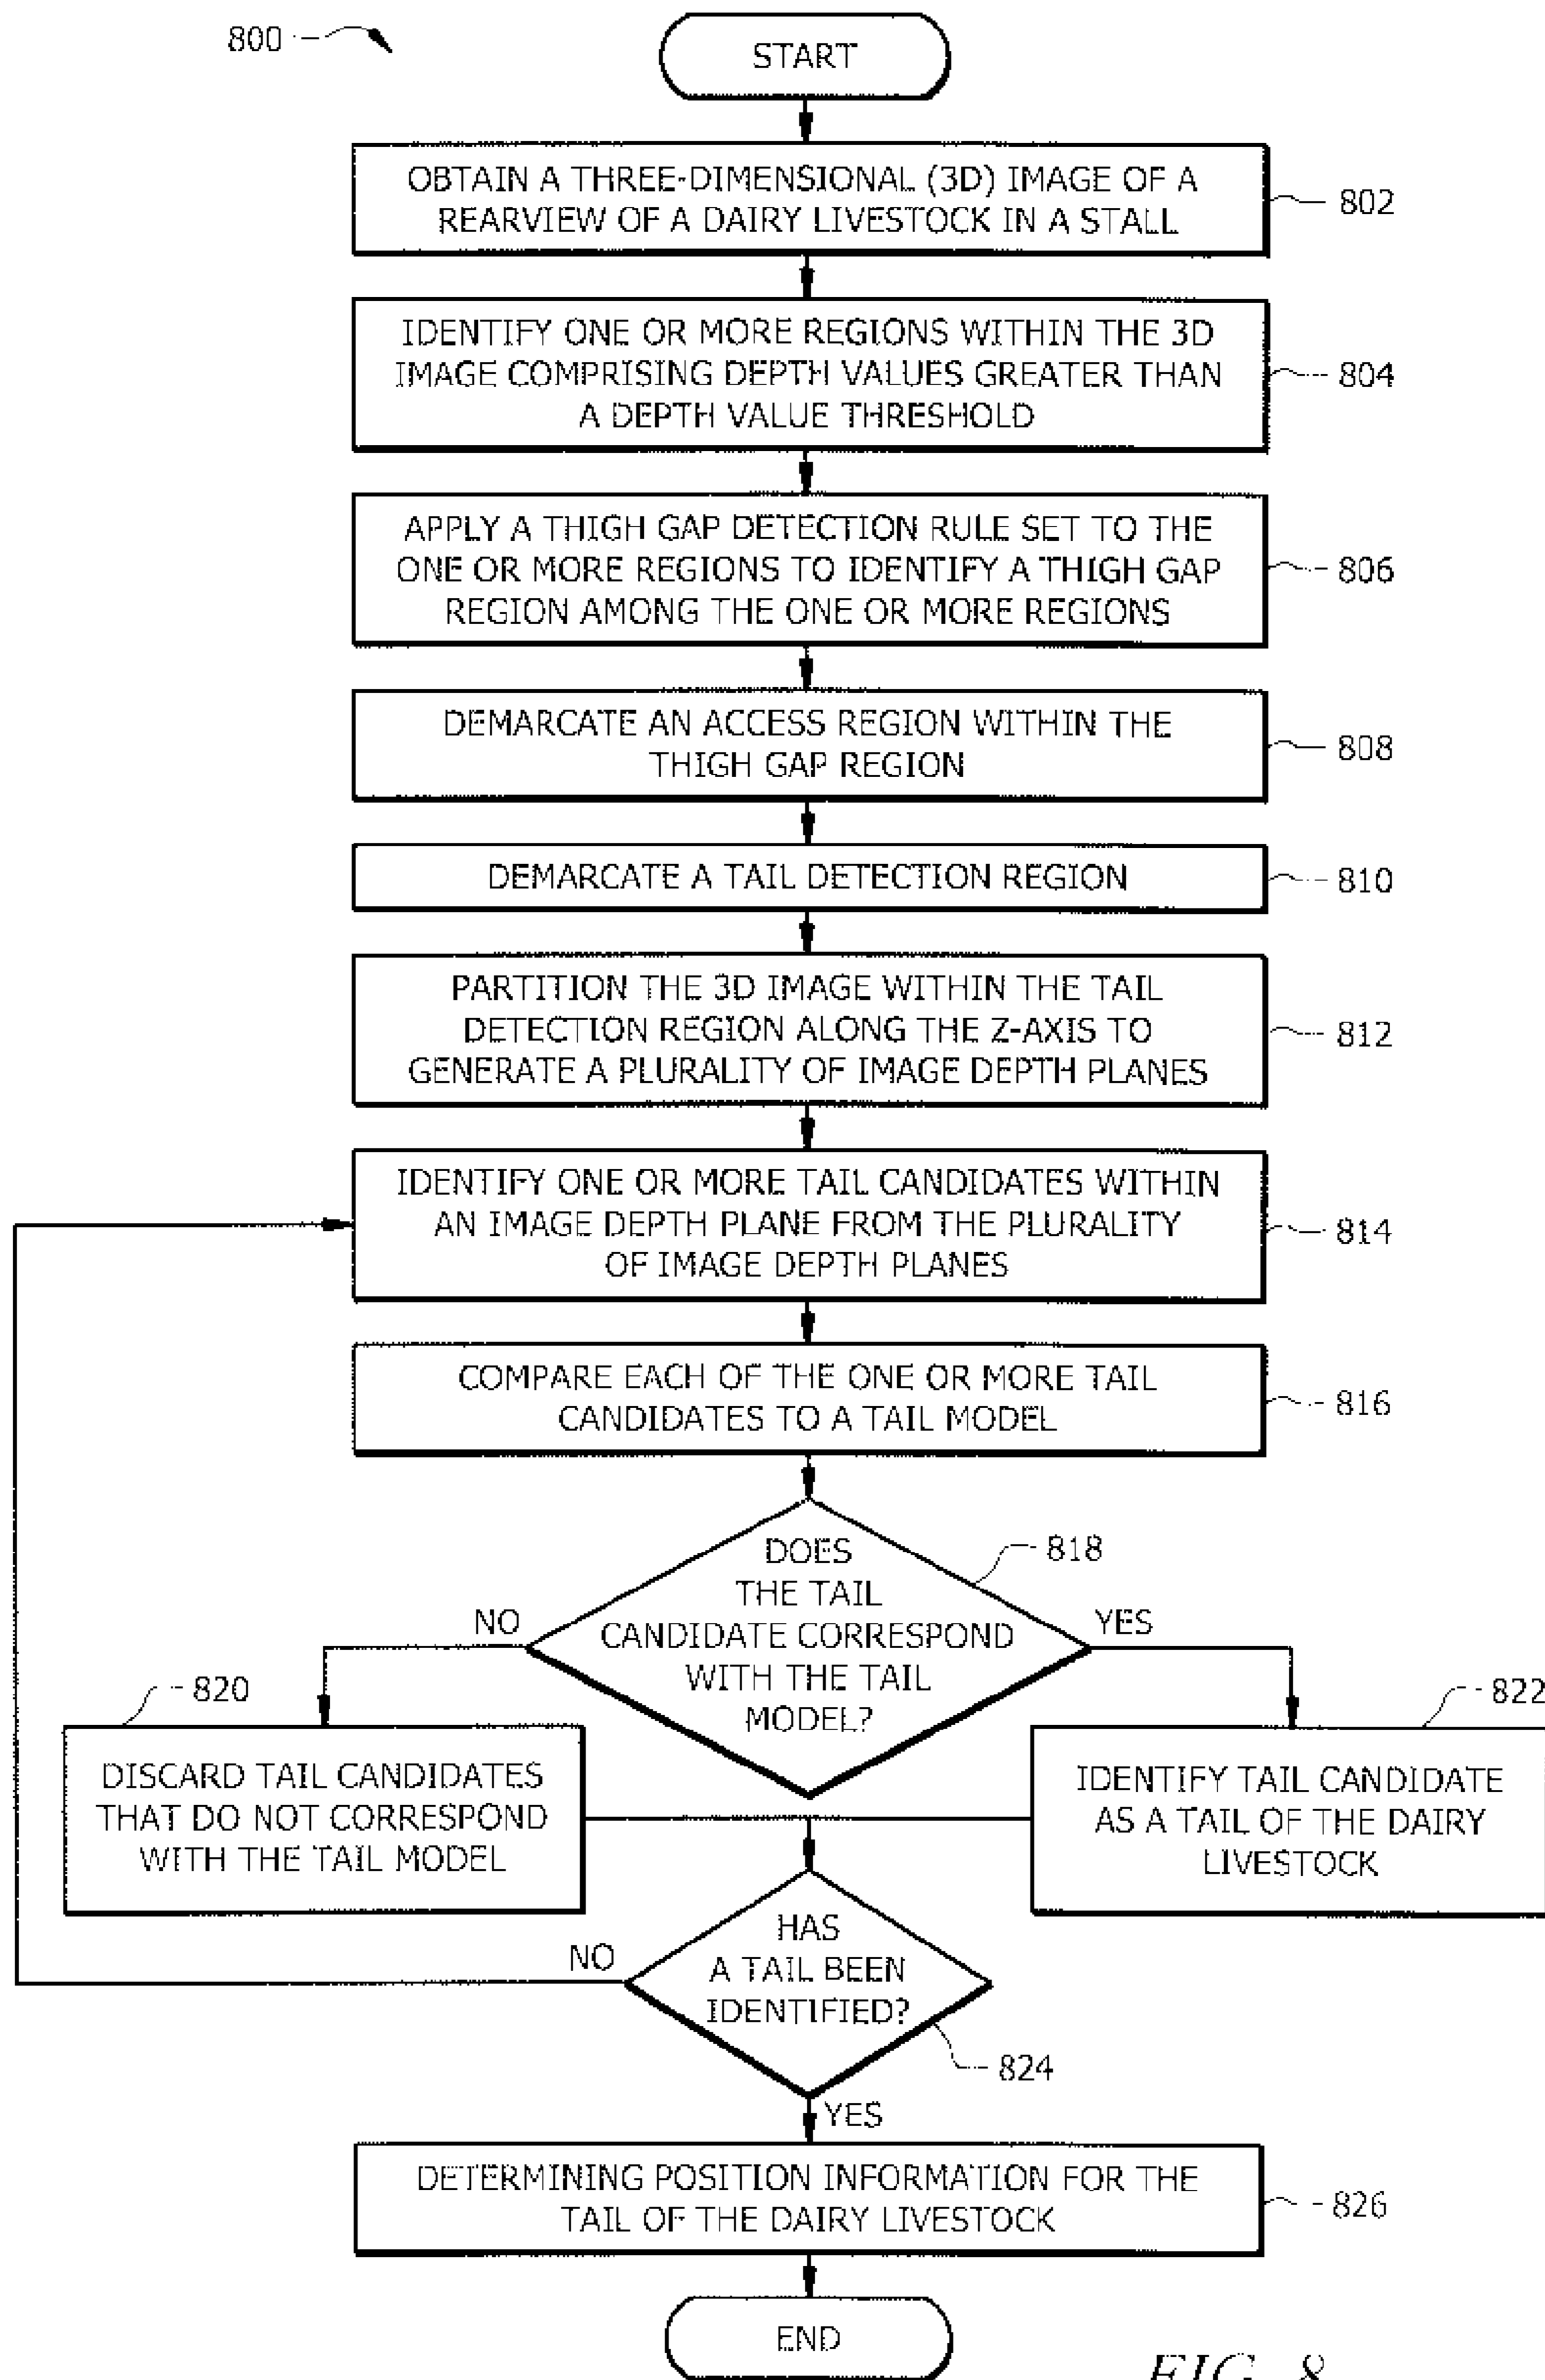 800
START
OBTAIN A THREE-DIMENSIONAL (3D) IMAGE OF A
REARVIEW OF A DAIRY LIVESTOCK IN A STALL
802
IDENTIFY ONE OR MORE REGIONS WITHIN THE 3D
IMAGE COMPRISING DEPTH VALUES GREATER THAN
A DEPTH VALUE THRESHOLD
804
APPLY A THIGH GAP DETECTION RULE SET TO THE
ONE OR MORE REGIONS TO IDENTIFY A THIGH GAP
REGION AMONG THE ONE OR MORE REGIONS
806
DEMARCATE AN ACCESS REGION WITHIN THE
THIGH GAP REGION
808
DEMARCATE A TAIL DETECTION REGION
810
PARTITION THE 3D IMAGE WITHIN THE TAIL
DETECTION REGION ALONG THE Z-AXIS TO
GENERATE A PLURALITY OF IMAGE DEPTH PLANES
812
IDENTIFY ONE OR MORE TAIL CANDIDATES WITHIN
AN IMAGE DEPTH PLANE FROM THE PLURALITY
OF IMAGE DEPTH PLANES
814
COMPARE EACH OF THE ONE OR MORE TAIL
CANDIDATES TO A TAIL MODEL
816
DOES
THE TAIL
CANDIDATE CORRESPOND
WITH THE TAIL
MODEL?
818
NO
YES
820
DISCARD TAIL CANDIDATES
THAT DO NOT CORRESPOND
WITH THE TAIL MODEL
822
IDENTIFY TAIL CANDIDATE
AS A TAIL OF THE DAIRY
LIVESTOCK
HAS
A TAIL BEEN
IDENTIFIED?
824
NO
YES
DETERMINING POSITION INFORMATION FOR THE
TAIL OF THE DAIRY LIVESTOCK
826
END
FIG. 8